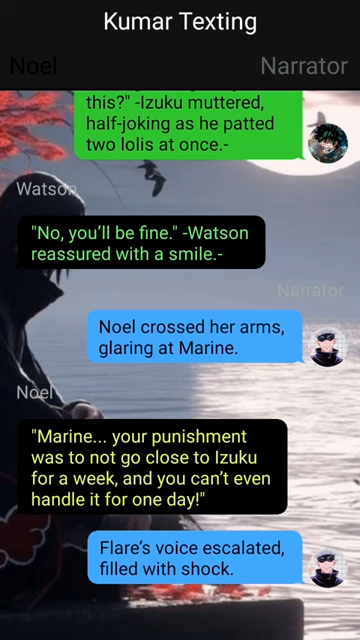 Kumar Texting
Noel
Narrator
this?" -Izuku muttered,
half-joking as he patted
two lolis at once.-
Watson
"No, you’ll be fine." -Watson
reassured with a smile.-
Narrator
Noel crossed her arms,
glaring at Marine.
Noel
"Marine... your punishment
was to not go close to Izuku
for a week, and you can’t even
handle it for one day!"
Flare’s voice escalated,
filled with shock.